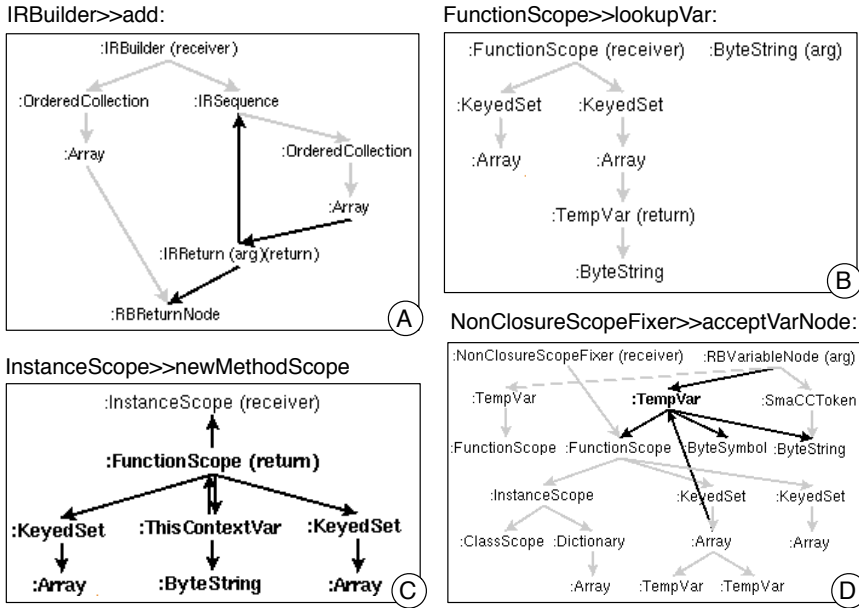 IRBuilder>>add:
:IRBuilder (receiver)
:OrderedCollection :IRSequence
:Array :OrderedCollection
:Array
:IRReturn (arg)(return)
:RBReturnNode
A
FunctionScope>>lookupVar:
:FunctionScope (receiver) :ByteString (arg)
:KeyedSet :KeyedSet
:Array :Array
:TempVar (return)
:ByteString
B
InstanceScope>>newMethodScope
:InstanceScope (receiver)
:FunctionScope (return)
:KeyedSet :ThisContextVar :KeyedSet
:Array :ByteString :Array
C
NonClosureScopeFixer>>acceptVarNode:
:NonClosureScopeFixer (receiver) :RBVariableNode (arg)
:TempVar :TempVar :SmaCCToken
:FunctionScope :FunctionScope :ByteSymbol :ByteString
:InstanceScope :KeyedSet :KeyedSet
:ClassScope :Dictionary :Array :Array
:Array :TempVar :TempVar
D